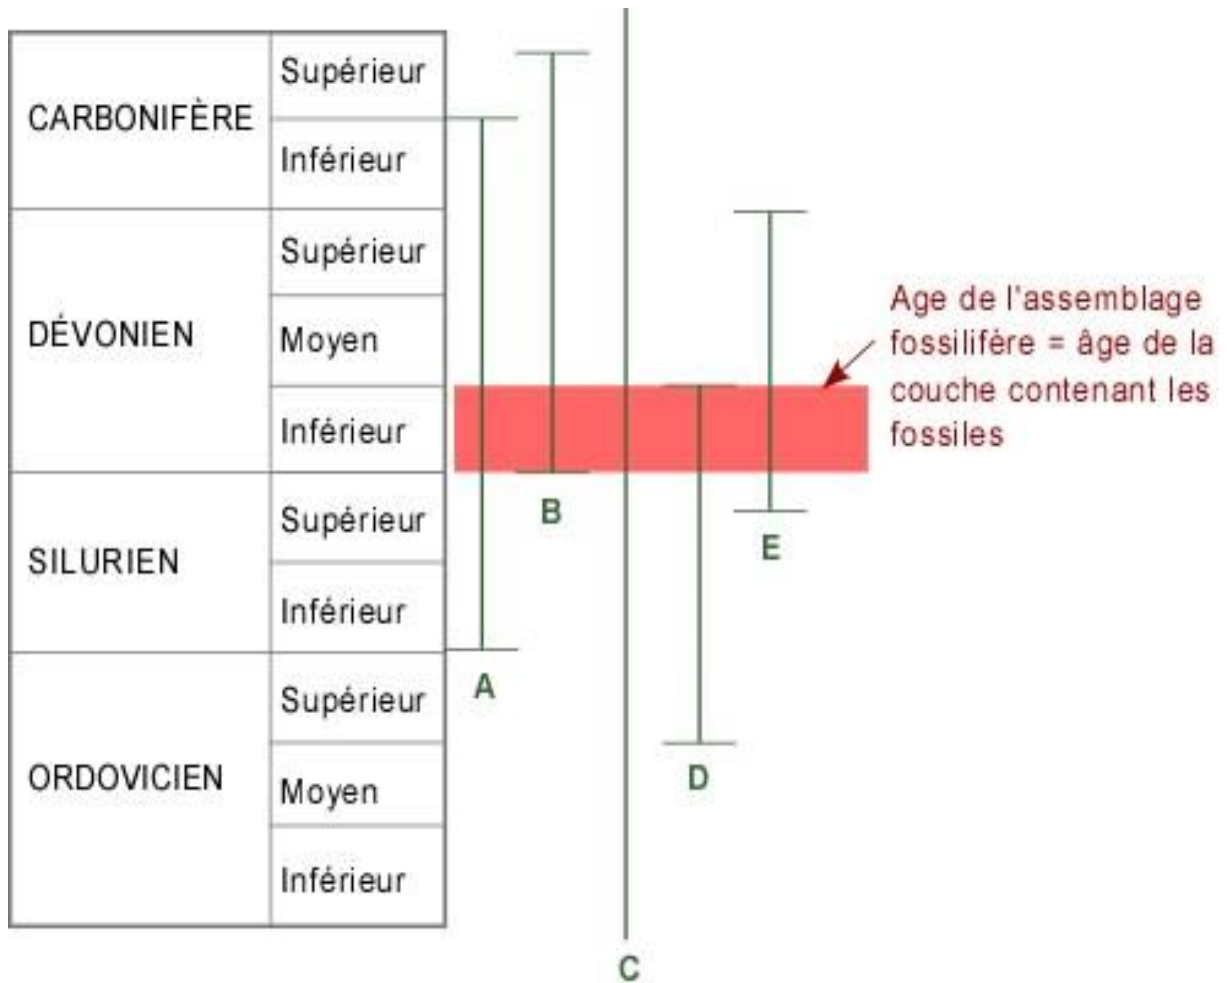 CARBONIFÈRE
Supérieur
Inférieur
DÉVONIEN
Supérieur
Moyen
Inférieur
SILURIEN
Supérieur
Inférieur
ORDOVICIEN
Supérieur
Moyen
Inférieur
A
B
C
D
E
Age de l'assemblage
fossilifère = âge de la
couche contenant les
fossiles